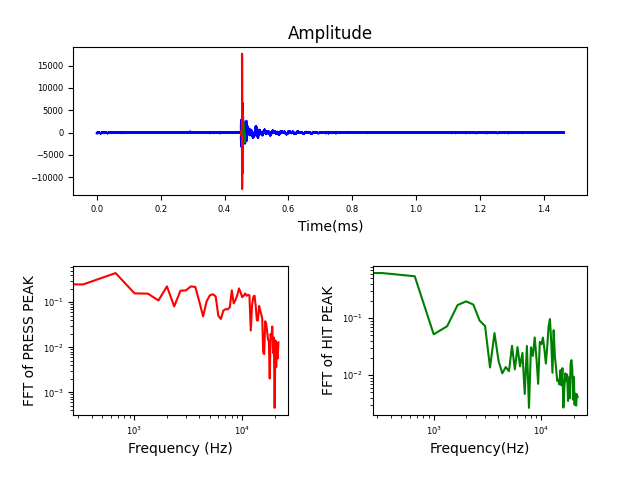 Amplitude
15000
10000
5000
0
−5000
−10000
0.0 0.2 0.4 0.6 0.8 1.0 1.2 1.4
Time(ms)
FFT of PRESS PEAK
10⁻¹
10⁻²
10⁻³
10³ 10⁴
Frequency (Hz)
FFT of HIT PEAK
10⁻¹
10⁻²
10³ 10⁴
Frequency(Hz)